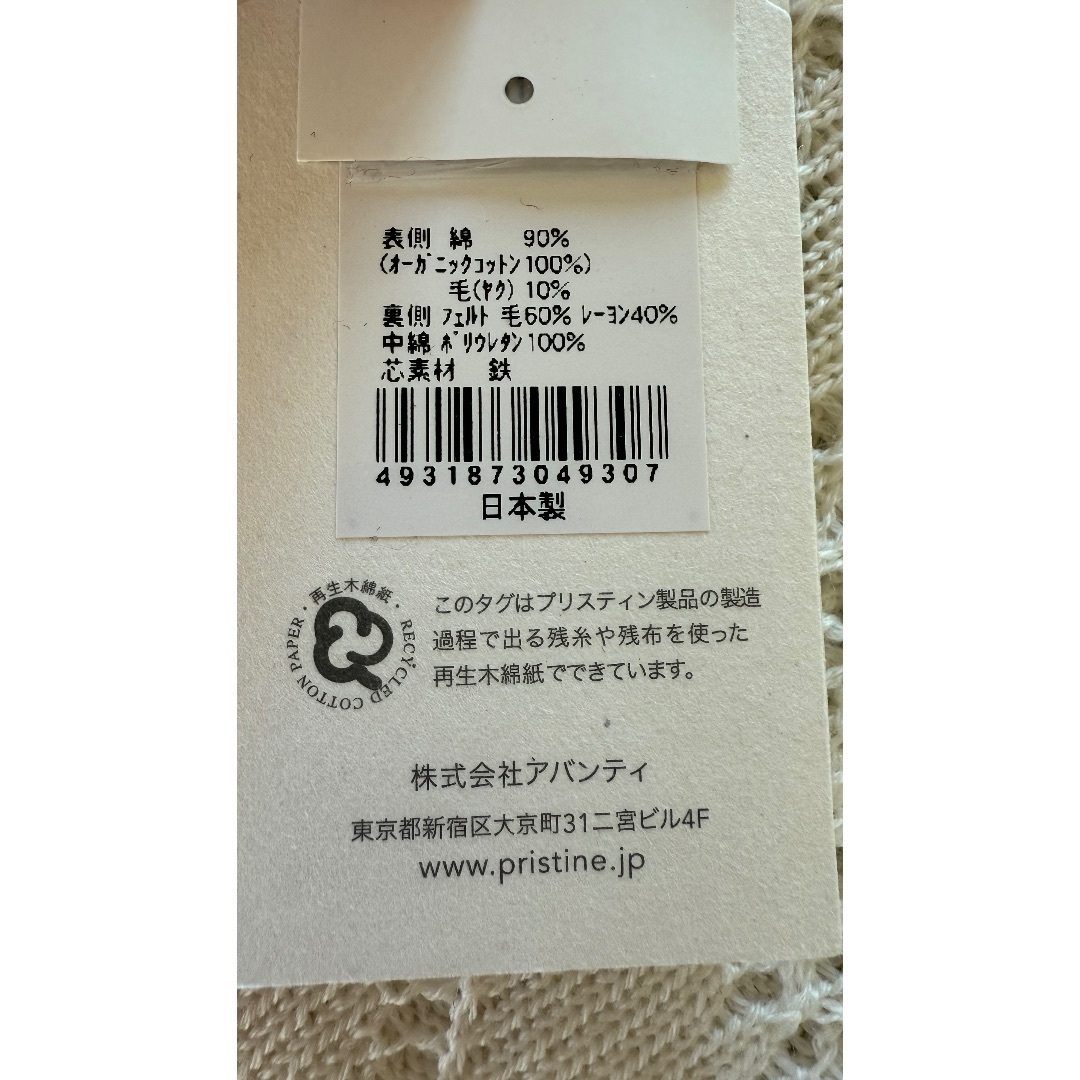 表側 綿 90%
(オーガニックコットン100%)
毛(ヤク) 10%
裏側 フェルト 毛60% レーヨン40%
中綿 ポリウレタン100%
芯素材 鉄
4931873049307
日本製
・再生木綿紙・RECYCLED COTTON PAPER
このタグはプリスティン製品の製造
過程で出る残糸や残布を使った
再生木綿紙でできています。
株式会社アバンティ
東京都新宿区大京町31二宮ビル4F
www.pristine.jp